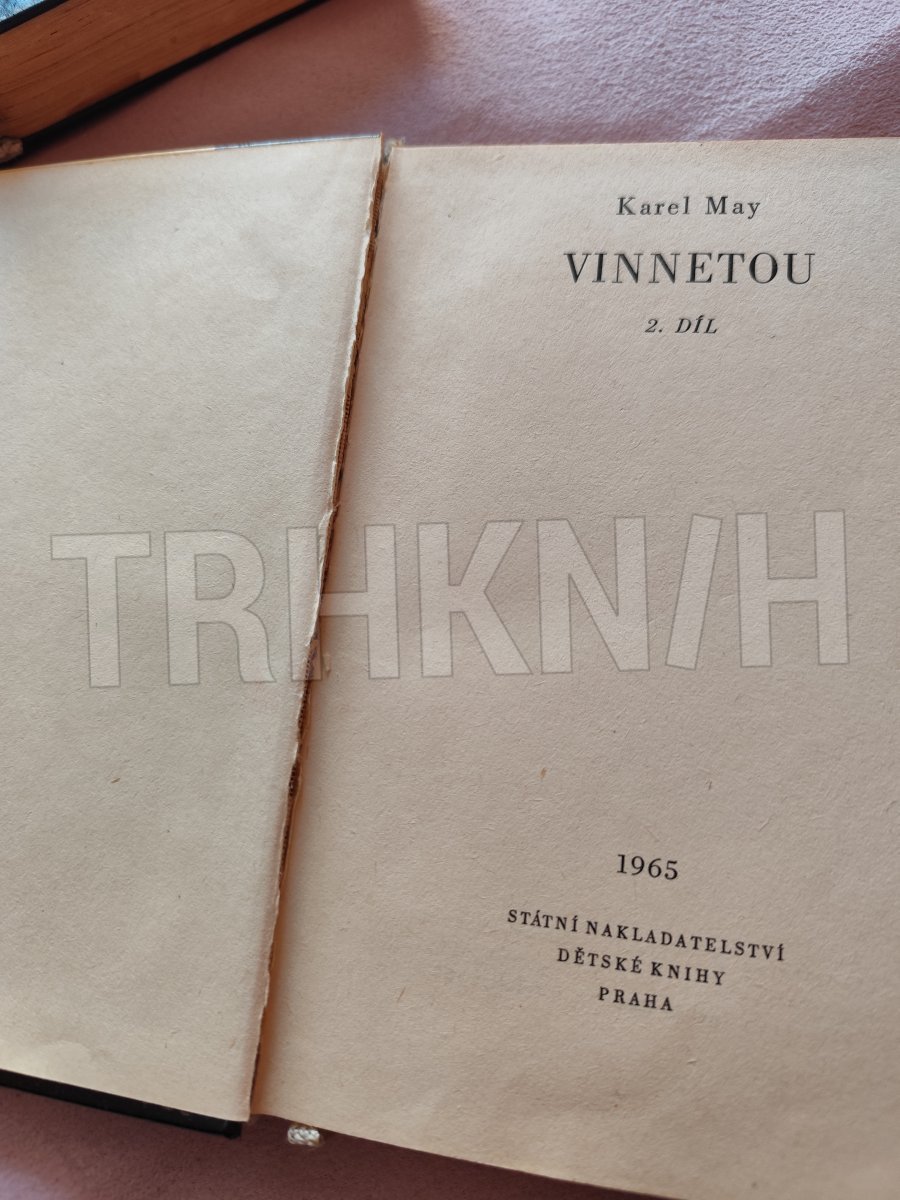 Karel May
VINNETOU
2. DÍL
TRHKNIH
1965
STÁTNÍ NAKLADATELSTVÍ
DĚTSKÉ KNIHY
PRAHA